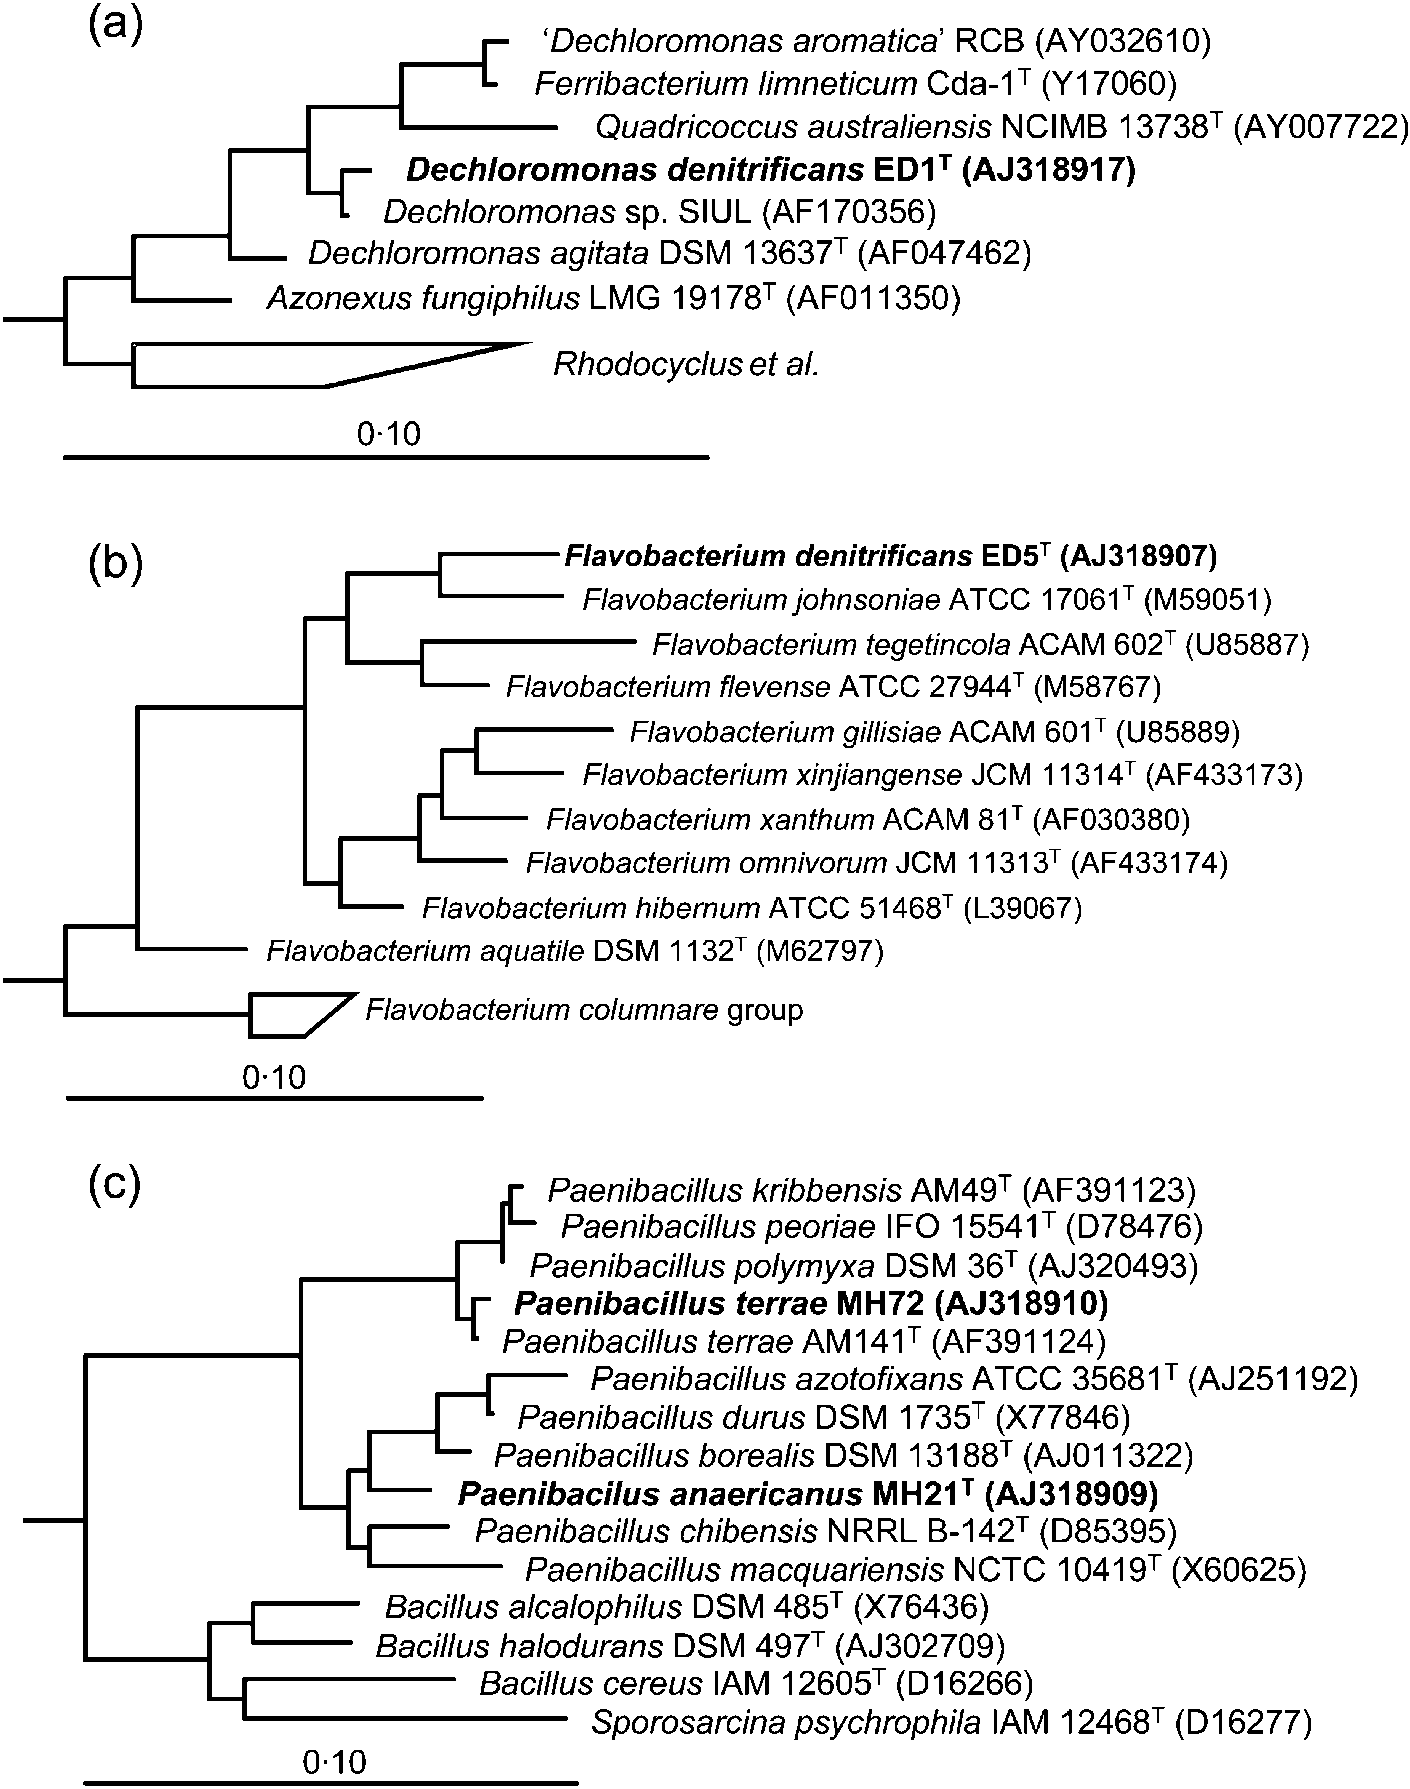 (a)
‘Dechloromonas aromatica’ RCB (AY032610)
Ferribacterium limneticum Cda-1ᵀ (Y17060)
Quadricoccus australiensis NCIMB 13738ᵀ (AY007722)
Dechloromonas denitrificans ED1ᵀ (AJ318917)
Dechloromonas sp. SIUL (AF170356)
Dechloromonas agitata DSM 13637ᵀ (AF047462)
Azonexus fungiphilus LMG 19178ᵀ (AF011350)
Rhodocyclus et al.
0·10
(b)
Flavobacterium denitrificans ED5ᵀ (AJ318907)
Flavobacterium johnsoniae ATCC 17061ᵀ (M59051)
Flavobacterium tegetincola ACAM 602ᵀ (U85887)
Flavobacterium flevense ATCC 27944ᵀ (M58767)
Flavobacterium gillisiae ACAM 601ᵀ (U85889)
Flavobacterium xinjiangense JCM 11314ᵀ (AF433173)
Flavobacterium xanthum ACAM 81ᵀ (AF030380)
Flavobacterium omnivorum JCM 11313ᵀ (AF433174)
Flavobacterium hibernum ATCC 51468ᵀ (L39067)
Flavobacterium aquatile DSM 1132ᵀ (M62797)
Flavobacterium columnare group
0·10
(c)
Paenibacillus kribbensis AM49ᵀ (AF391123)
Paenibacillus peoriae IFO 15541ᵀ (D78476)
Paenibacillus polymyxa DSM 36ᵀ (AJ320493)
Paenibacillus terrae MH72 (AJ318910)
Paenibacillus terrae AM141ᵀ (AF391124)
Paenibacillus azotofixans ATCC 35681ᵀ (AJ251192)
Paenibacillus durus DSM 1735ᵀ (X77846)
Paenibacillus borealis DSM 13188ᵀ (AJ011322)
Paenibacilus anaericanus MH21ᵀ (AJ318909)
Paenibacillus chibensis NRRL B-142ᵀ (D85395)
Paenibacillus macquariensis NCTC 10419ᵀ (X60625)
Bacillus alcalophilus DSM 485ᵀ (X76436)
Bacillus halodurans DSM 497ᵀ (AJ302709)
Bacillus cereus IAM 12605ᵀ (D16266)
Sporosarcina psychrophila IAM 12468ᵀ (D16277)
0·10